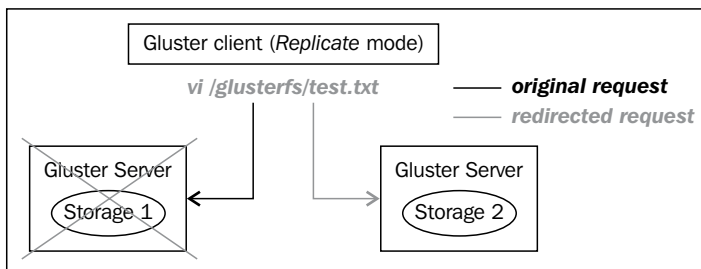 Gluster client (Replicate mode)
vi /glusterfs/test.txt
original request
redirected request
Gluster Server
Storage 1
Gluster Server
Storage 2